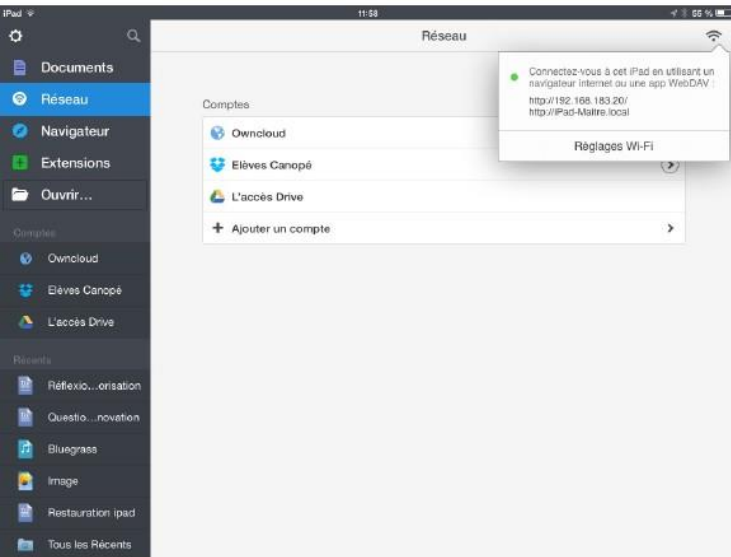 iPad
11:58
55 %
Documents
Réseau
Navigateur
Extensions
Ouvrir...
Comptes
Owncloud
Elèves Canopé
L'accès Drive
Récents
Réflexio...orisation
Questio...novation
Bluegrass
Image
Restauration ipad
Tous les Récents
Réseau
Comptes
Owncloud
Elèves Canopé
L'accès Drive
+ Ajouter un compte
Connectez-vous à cet iPad en utilisant un
navigateur internet ou une app WebDAV :
http://192.168.183.20/
http://iPad-Maitre.local
Règlages Wi-Fi